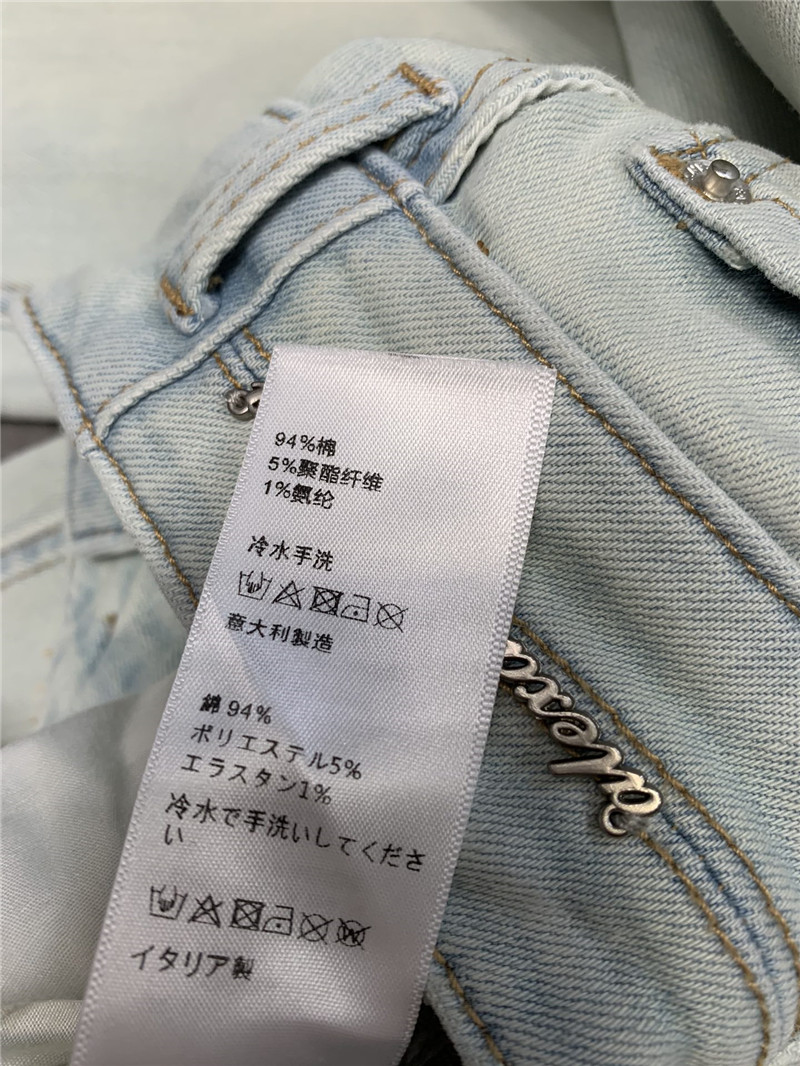 94%棉
5%聚酯纤维
1%氨纶
冷水手洗
意大利製造
綿 94%
ポリエステル5%
エラスタン1%
冷水で手洗いしてくださ
い
イタリア製